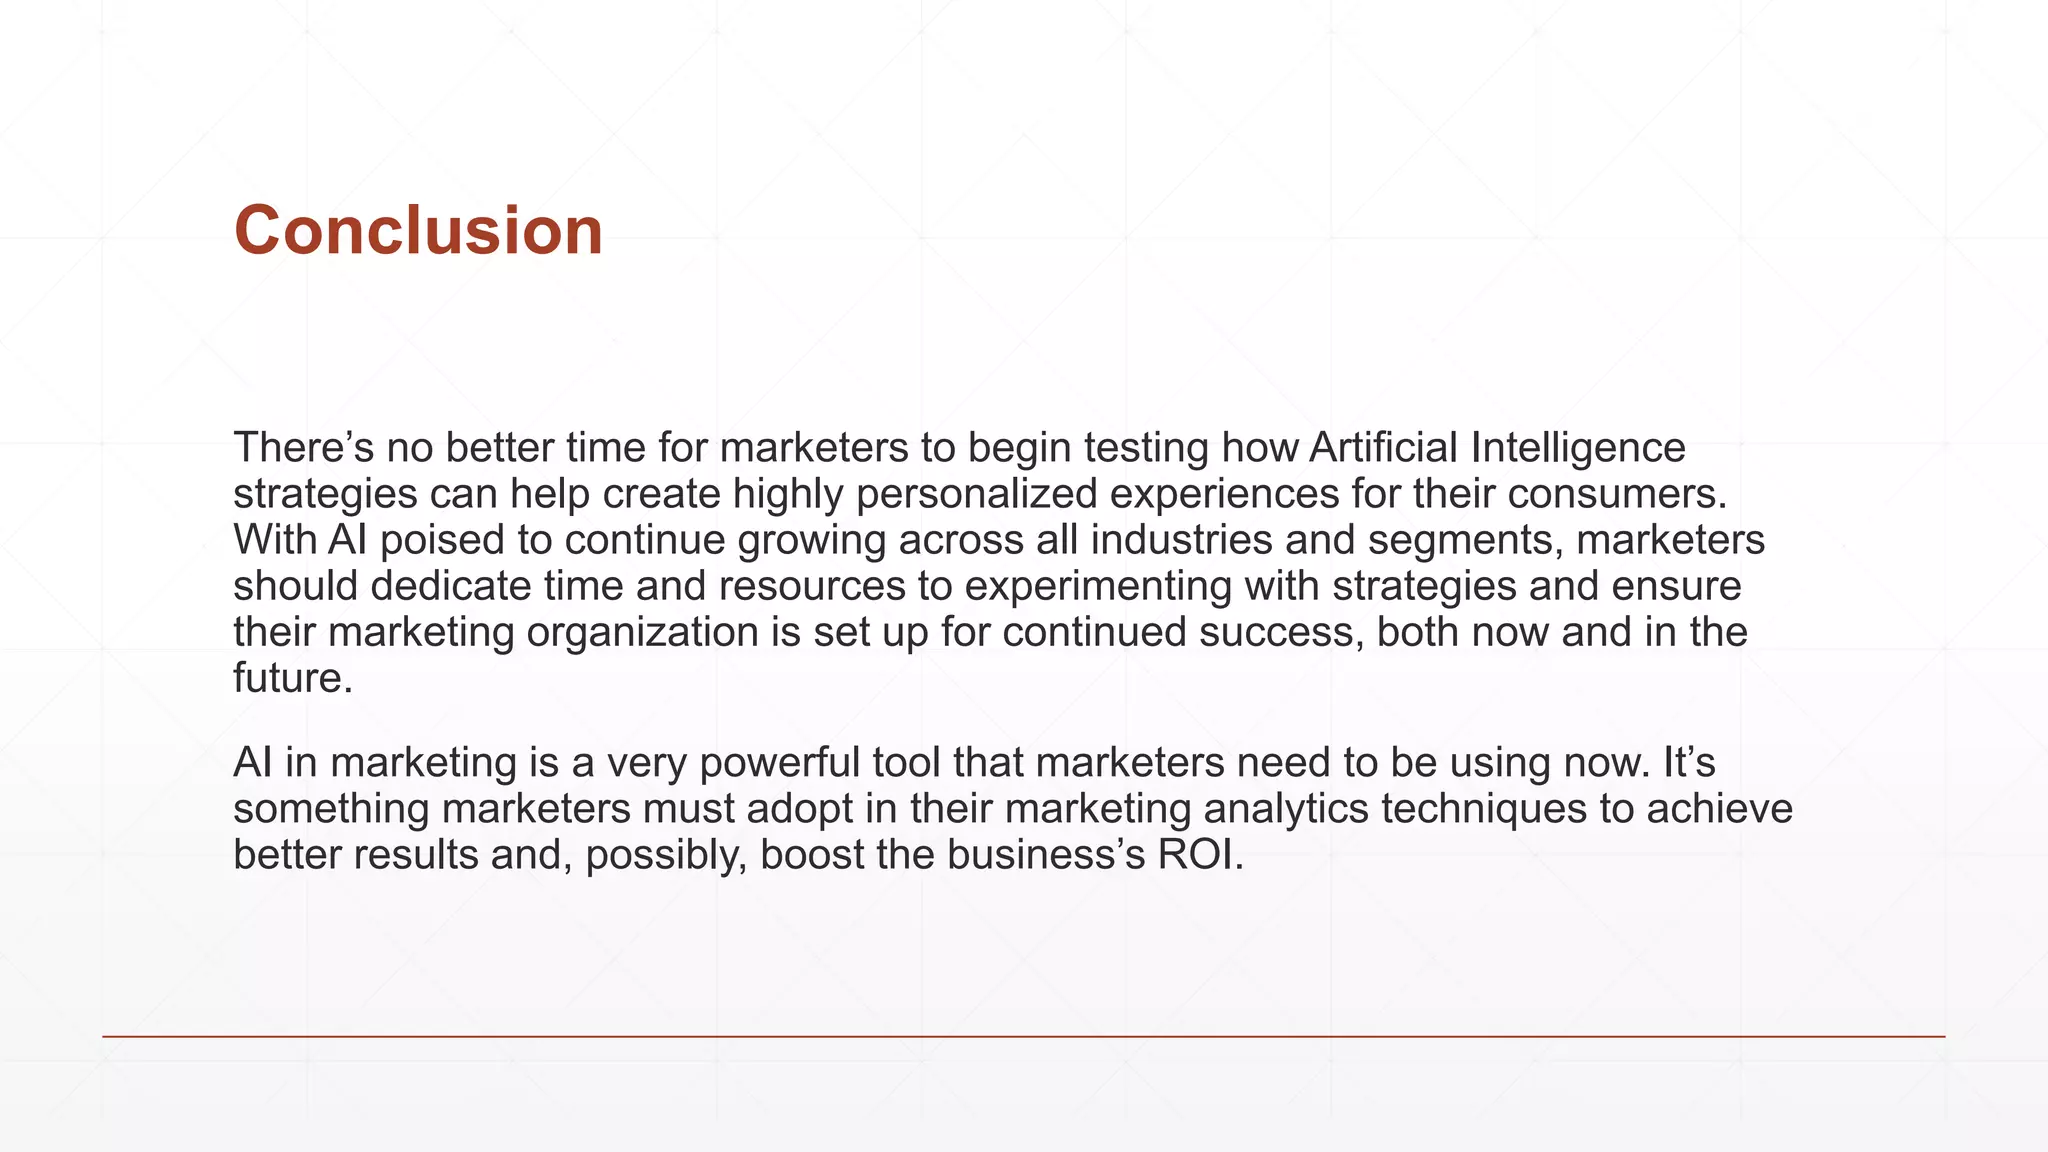 Conclusion
There’s no better time for marketers to begin testing how Artificial Intelligence
strategies can help create highly personalized experiences for their consumers.
With AI poised to continue growing across all industries and segments, marketers
should dedicate time and resources to experimenting with strategies and ensure
their marketing organization is set up for continued success, both now and in the
future.
AI in marketing is a very powerful tool that marketers need to be using now. It’s
something marketers must adopt in their marketing analytics techniques to achieve
better results and, possibly, boost the business’s ROI.